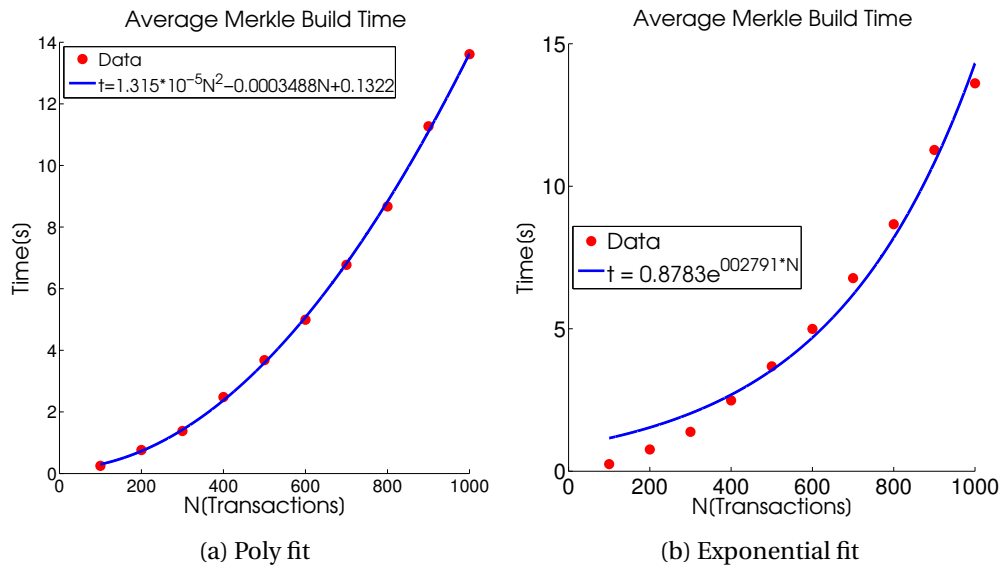 Average Merkle Build Time
14
12
10
8
6
4
2
0
Time(s)
Data
t=1.315*10⁻⁵N²−0.0003488N+0.1322
0 200 400 600 800 1000
N(Transactions)
(a) Poly fit
Average Merkle Build Time
15
10
5
0
Time(s)
Data
t = 0.8783e^002791*N
0 200 400 600 800 1000
N(Transactions)
(b) Exponential fit